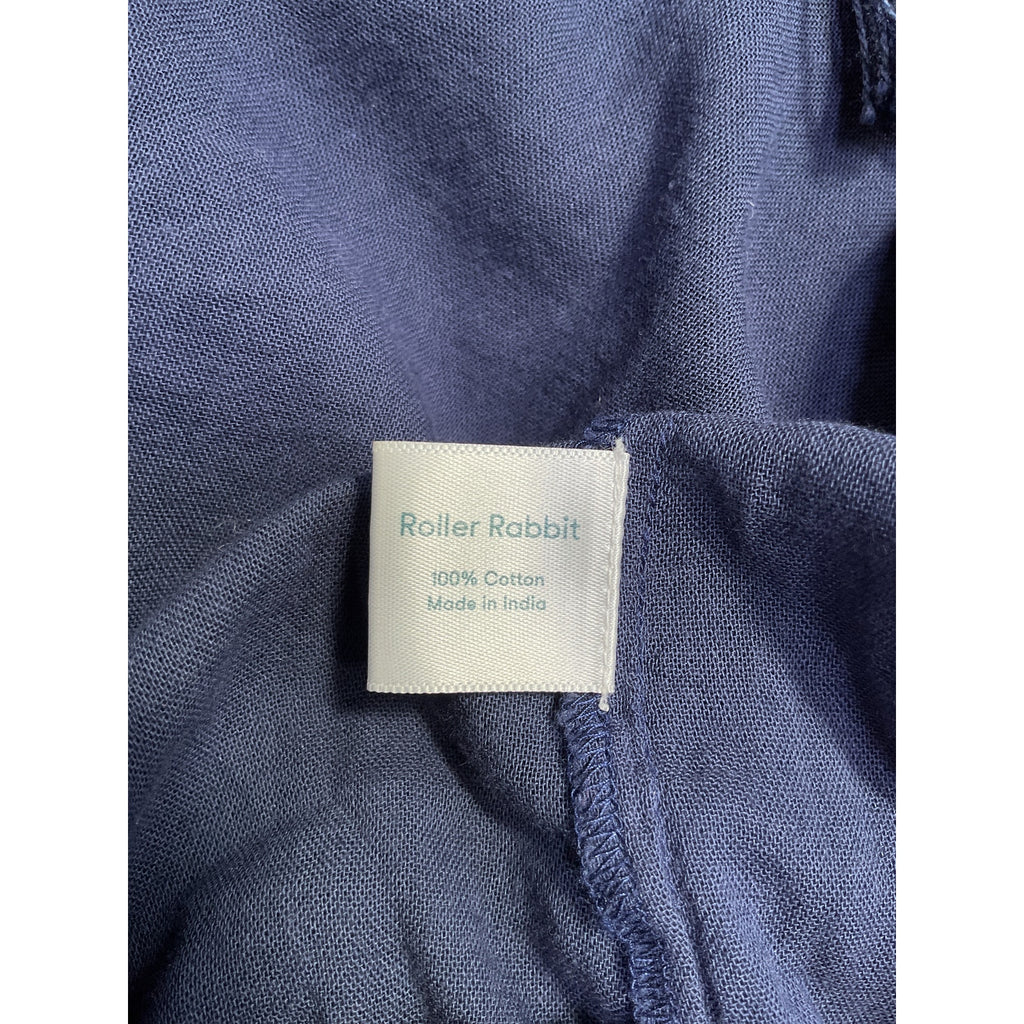 Roller Rabbit
100% Cotton
Made in India